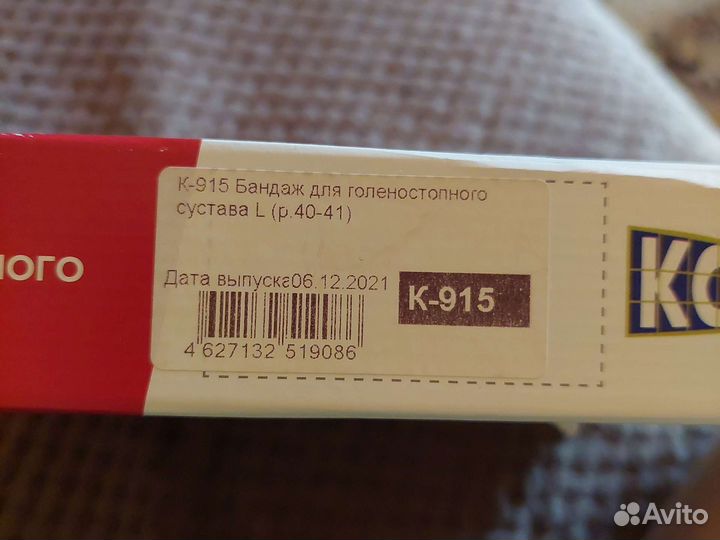 К-915 Бандаж для голеностопного
сустава L (р.40-41)
ного
Дата выпуска06.12.2021
К-915
4 627132 519086
Avito